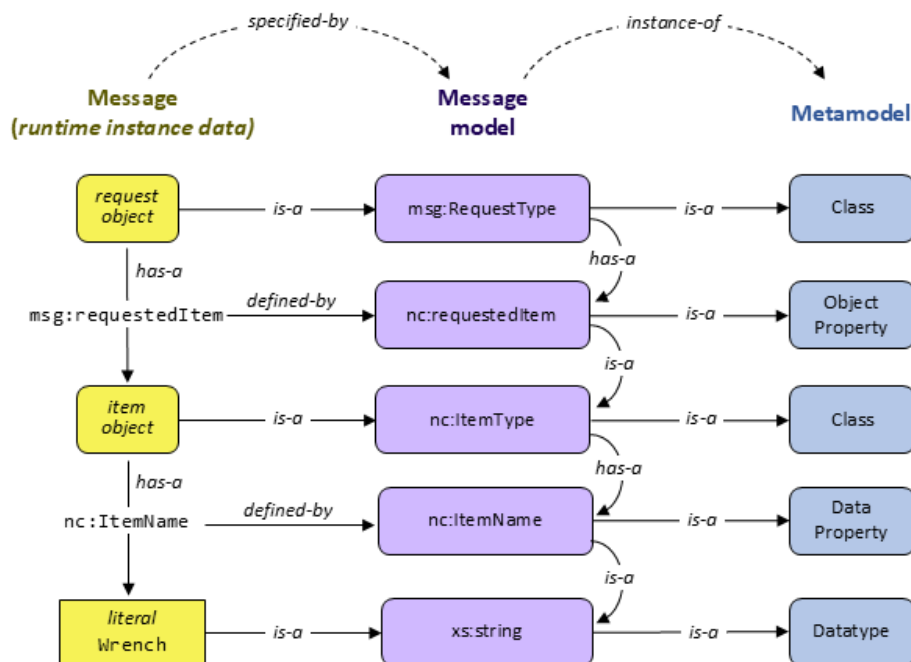 specified-by
instance-of
Message
(runtime instance data)
Message
model
Metamodel
request
object
is-a
msg:RequestType
is-a
Class
has-a
has-a
msg:requestedItem
defined-by
nc:requestedItem
is-a
Object
Property
is-a
item
object
is-a
nc:ItemType
is-a
Class
has-a
has-a
nc:ItemName
defined-by
nc:ItemName
is-a
Data
Property
is-a
literal
Wrench
is-a
xs:string
is-a
Datatype